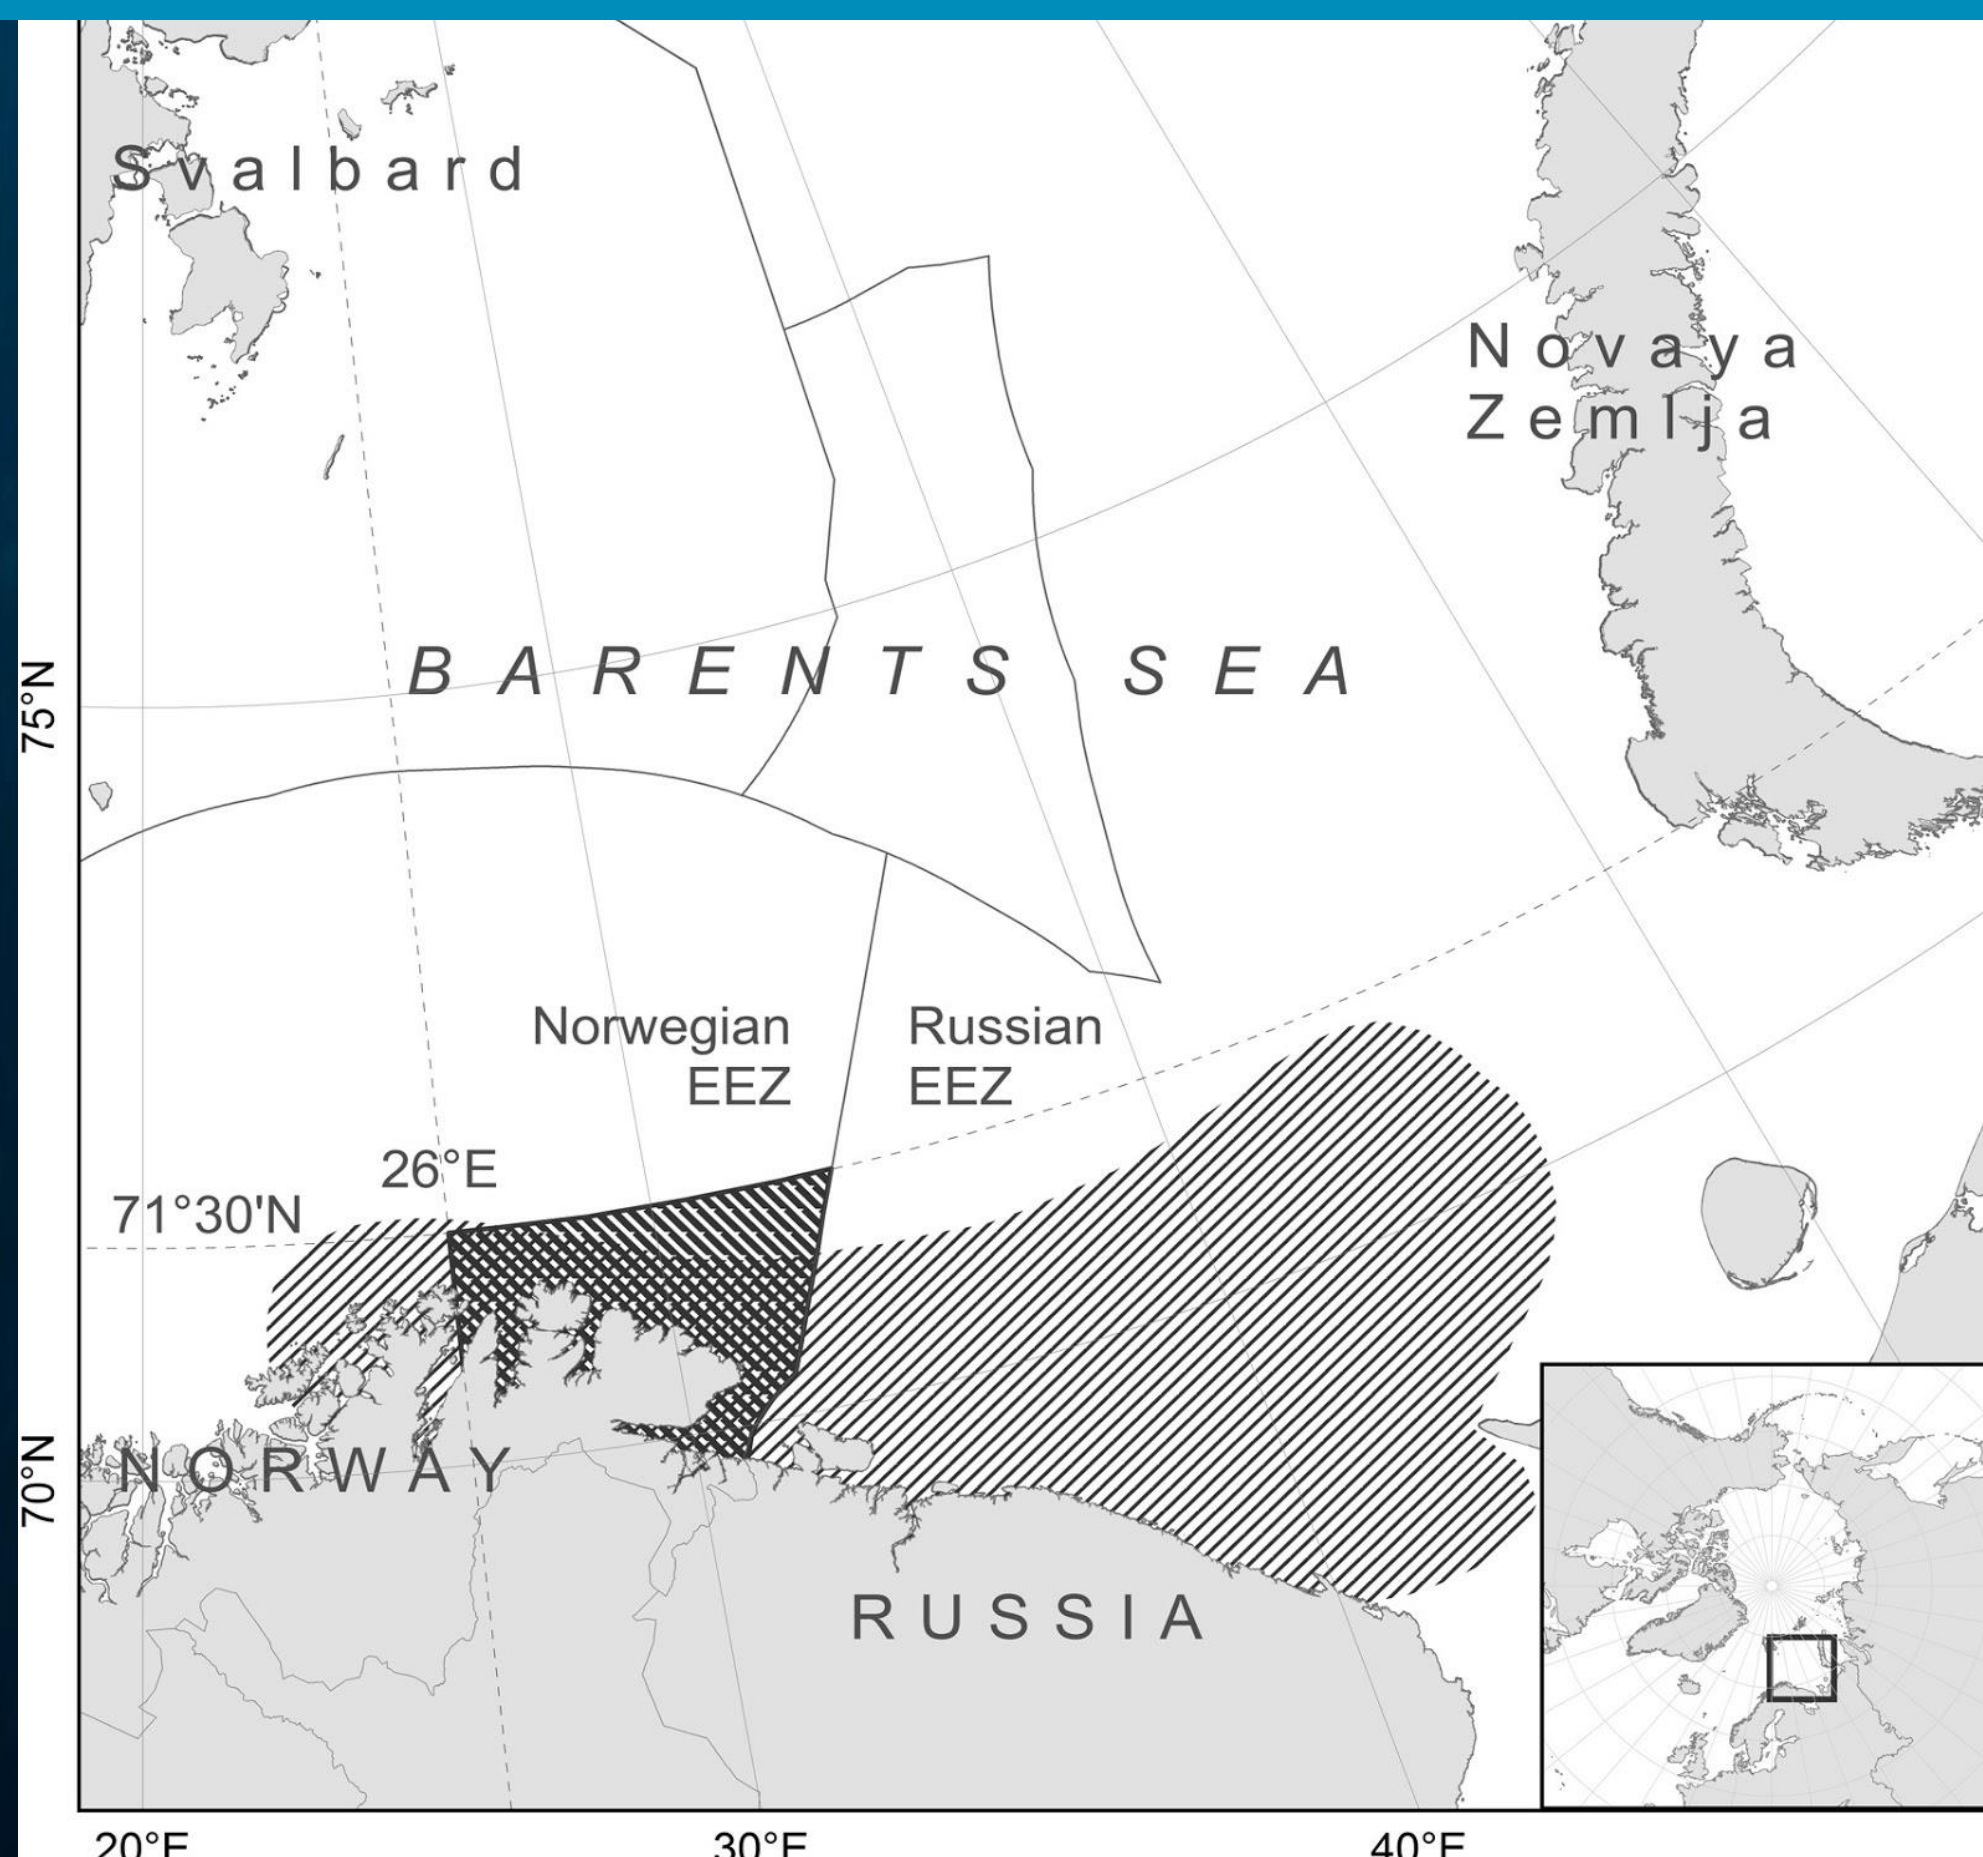 Svalbard
Novaya
Zemlja
75°N
BARENTS SEA
Norwegian
EEZ
Russian
EEZ
26°E
71°30'N
NORWAY
70°N
RUSSIA
20°E
30°E
40°E